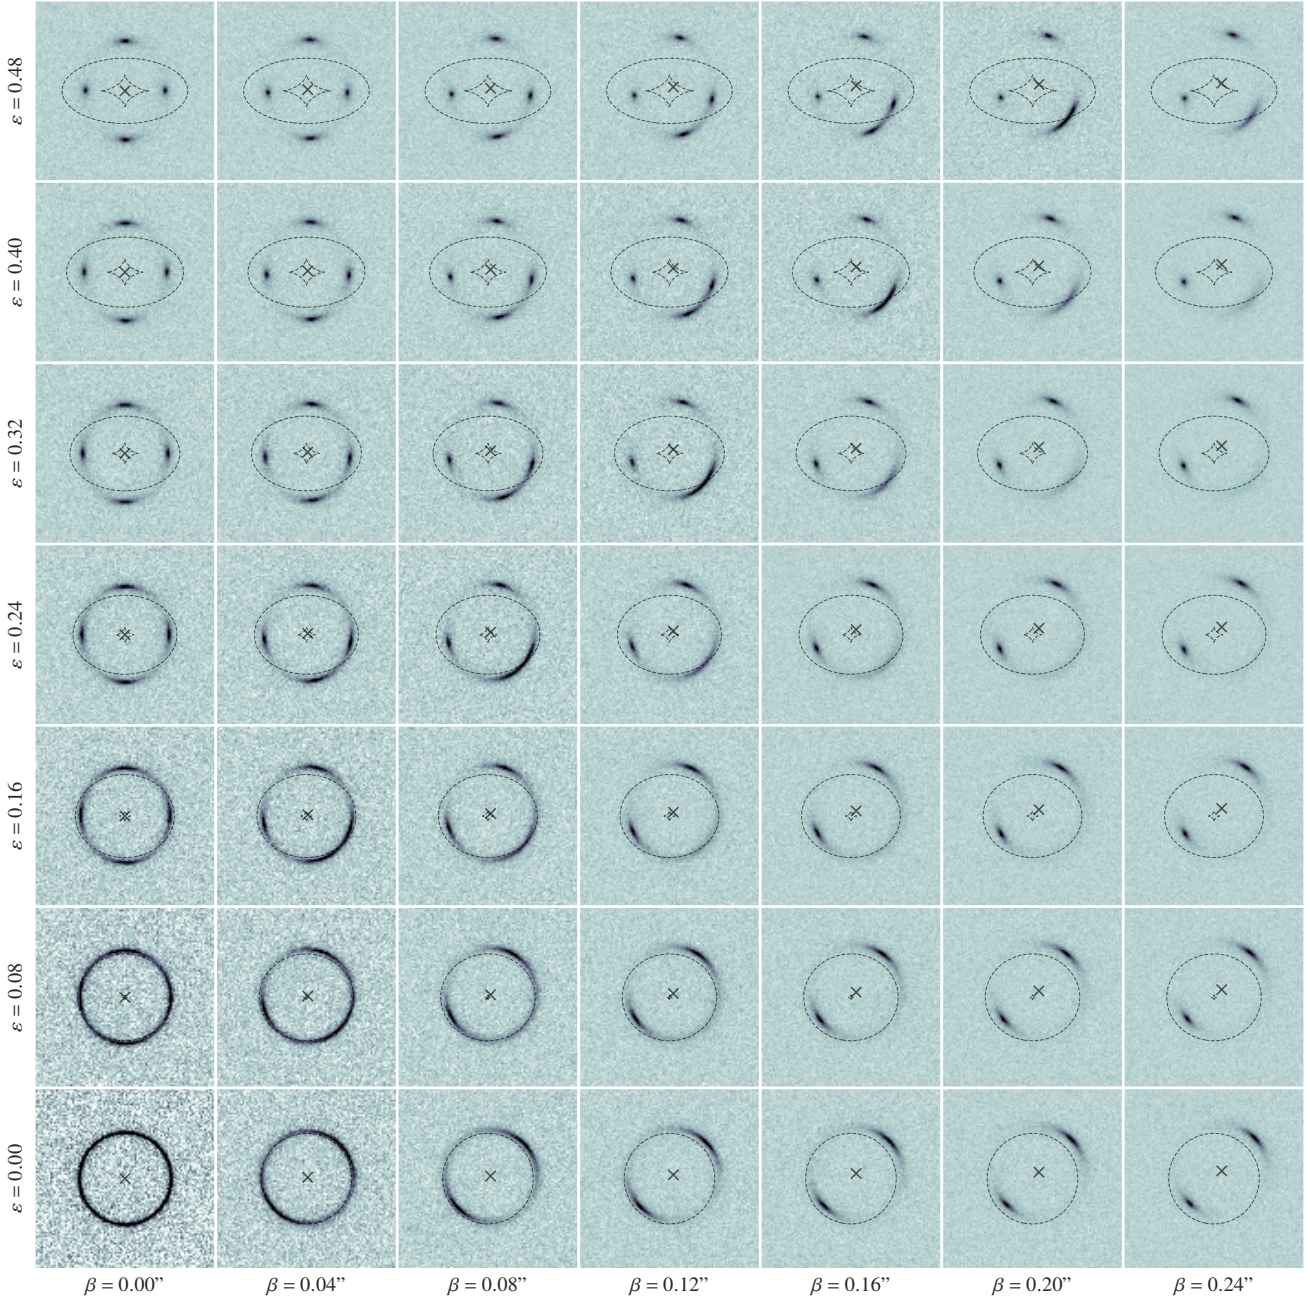 ε = 0.48
ε = 0.40
ε = 0.32
ε = 0.24
ε = 0.16
ε = 0.08
ε = 0.00
β = 0.00” β = 0.04” β = 0.08” β = 0.12” β = 0.16” β = 0.20” β = 0.24”